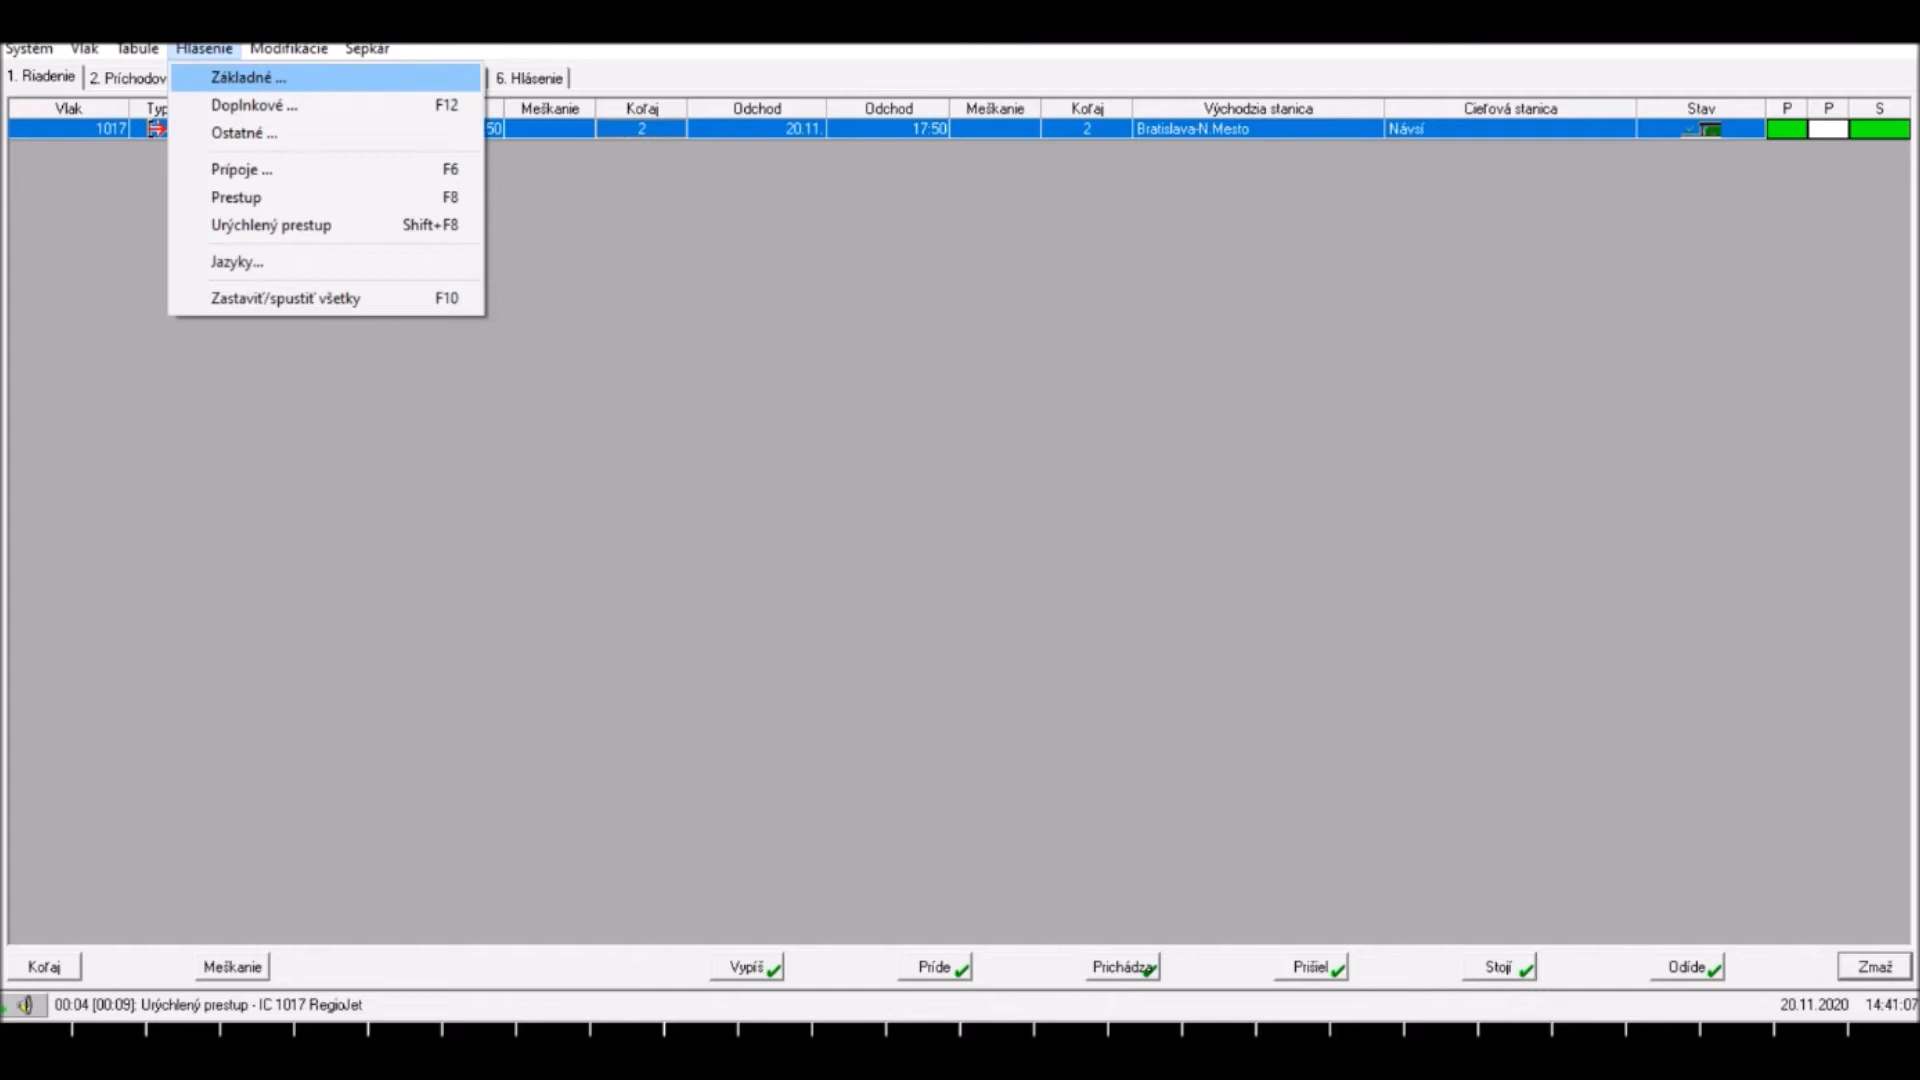 Systém Vlak Tabule Hlásenie Modifikácie Šepkár
1. Riadenie 2. Príchodov 6. Hlásenie
Základné ...
Doplnkové ... F12
Ostatné ...
Prípoje ... F6
Prestup F8
Urýchlený prestup Shift+F8
Jazyky...
Zastaviť/spustiť všetky F10
Vlak Typ Meškanie Koľaj Odchod Odchod Meškanie Koľaj Východzia stanica Cieľová stanica Stav P P S
1017 50 2 20.11. 17:50 2 Bratislava-N.Mesto Návsí
Koľaj Meškanie Vypíš Príde Prichádza Prišiel Stojí Odíde Zmaž
00:04 [00:09]: Urýchlený prestup - IC 1017 RegioJet 20.11.2020 14:41:07